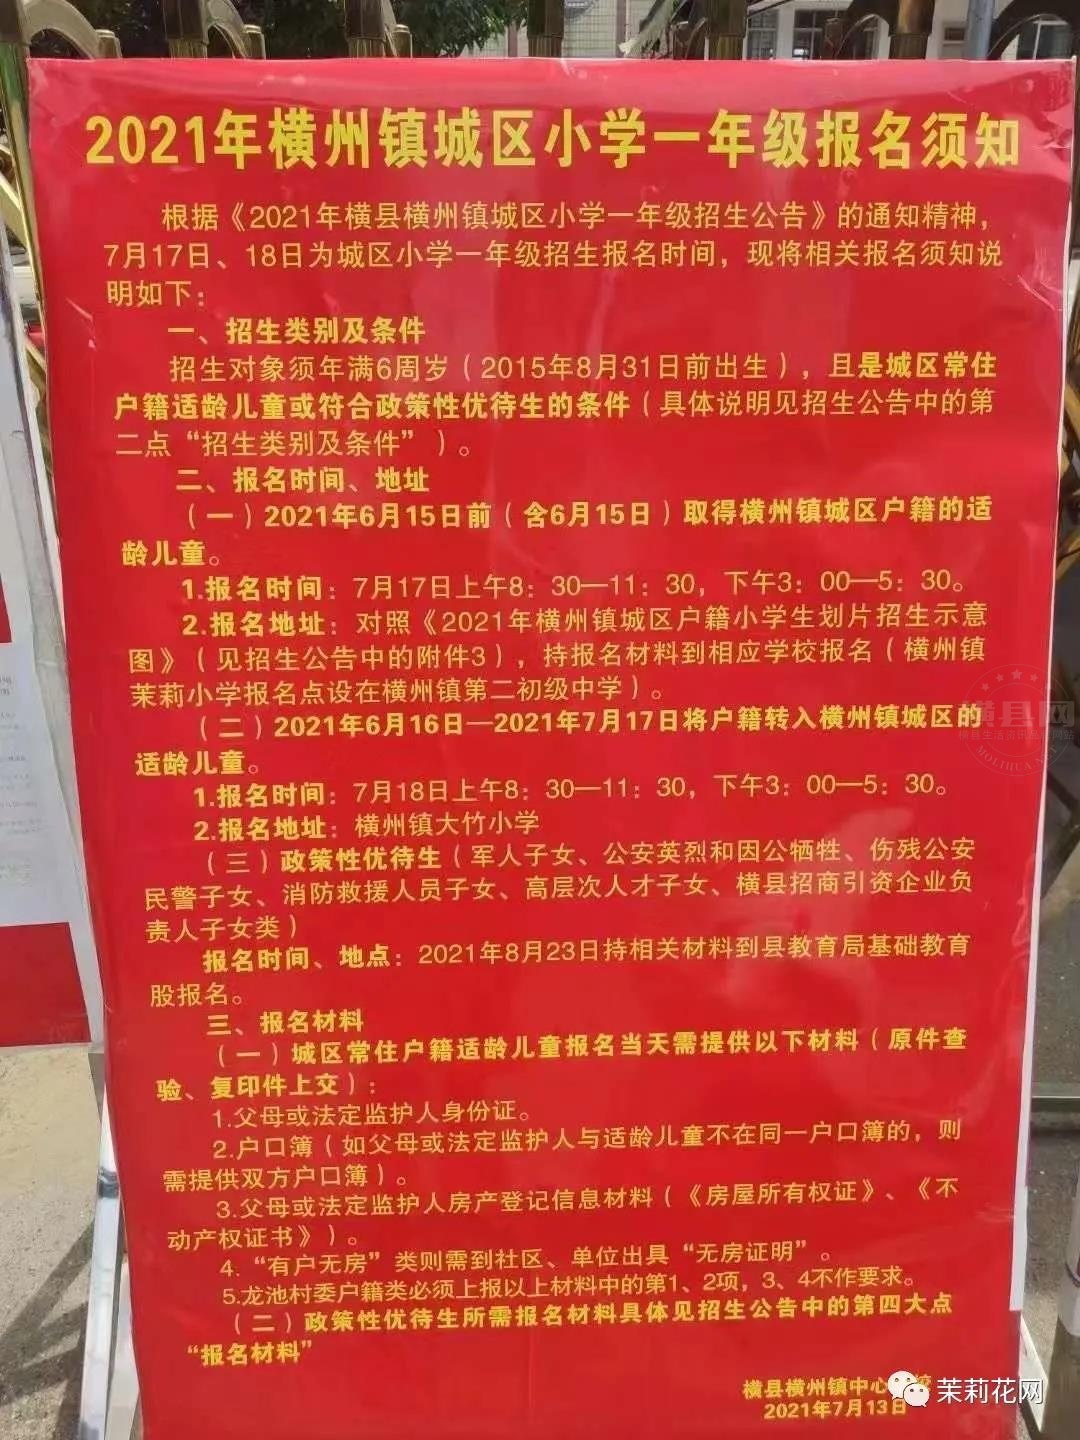 2021年横州镇城区小学一年级报名须知
根据《2021年横县横州镇城区小学一年级招生公告》的通知精神，
7月17日、18日为城区小学一年级招生报名时间，现将相关报名须知说
明如下：
一、招生类别及条件
招生对象须年满6周岁（2015年8月31日前出生），且是城区常住
户籍适龄儿童或符合政策性优待生的条件（具体说明见招生公告中的第
二点“招生类别及条件”）。
二、报名时间、地址
（一）2021年6月15日前（含6月15日）取得横州镇城区户籍的适
龄儿童。
1.报名时间：7月17日上午8：30—11：30，下午3：00—5：30。
2.报名地址：对照《2021年横州镇城区户籍小学生划片招生示意
图》（见招生公告中的附件3），持报名材料到相应学校报名（横州镇
茉莉小学报名点设在横州镇第二初级中学）。
（二）2021年6月16日—2021年7月17日将户籍转入横州镇城区的
适龄儿童。
1.报名时间：7月18日上午8：30—11：30，下午3：00—5：30。
2.报名地址：横州镇大竹小学
（三）政策性优待生（军人子女、公安英烈和因公牺牲、伤残公安
民警子女、消防救援人员子女、高层次人才子女、横县招商引资企业负
责人子女类）
报名时间、地点：2021年8月23日持相关材料到县教育局基础教育
股报名。
三、报名材料
（一）城区常住户籍适龄儿童报名当天需提供以下材料（原件查
验、复印件上交）：
1.父母或法定监护人身份证。
2.户口簿（如父母或法定监护人与适龄儿童不在同一户口簿的，则
需提供双方户口簿）。
3.父母或法定监护人房产登记信息材料（《房屋所有权证》、《不
动产权证书》）。
4.“有户无房”类则需到社区、单位出具“无房证明”。
5.龙池村委户籍类必须上报以上材料中的第1、2项，3、4不作要求。
（二）政策性优待生所需报名材料具体见招生公告中的第四大点
“报名材料”
横县横州镇中心校
2021年7月13日
茉莉花网
横县网
MOLIHUA.NET